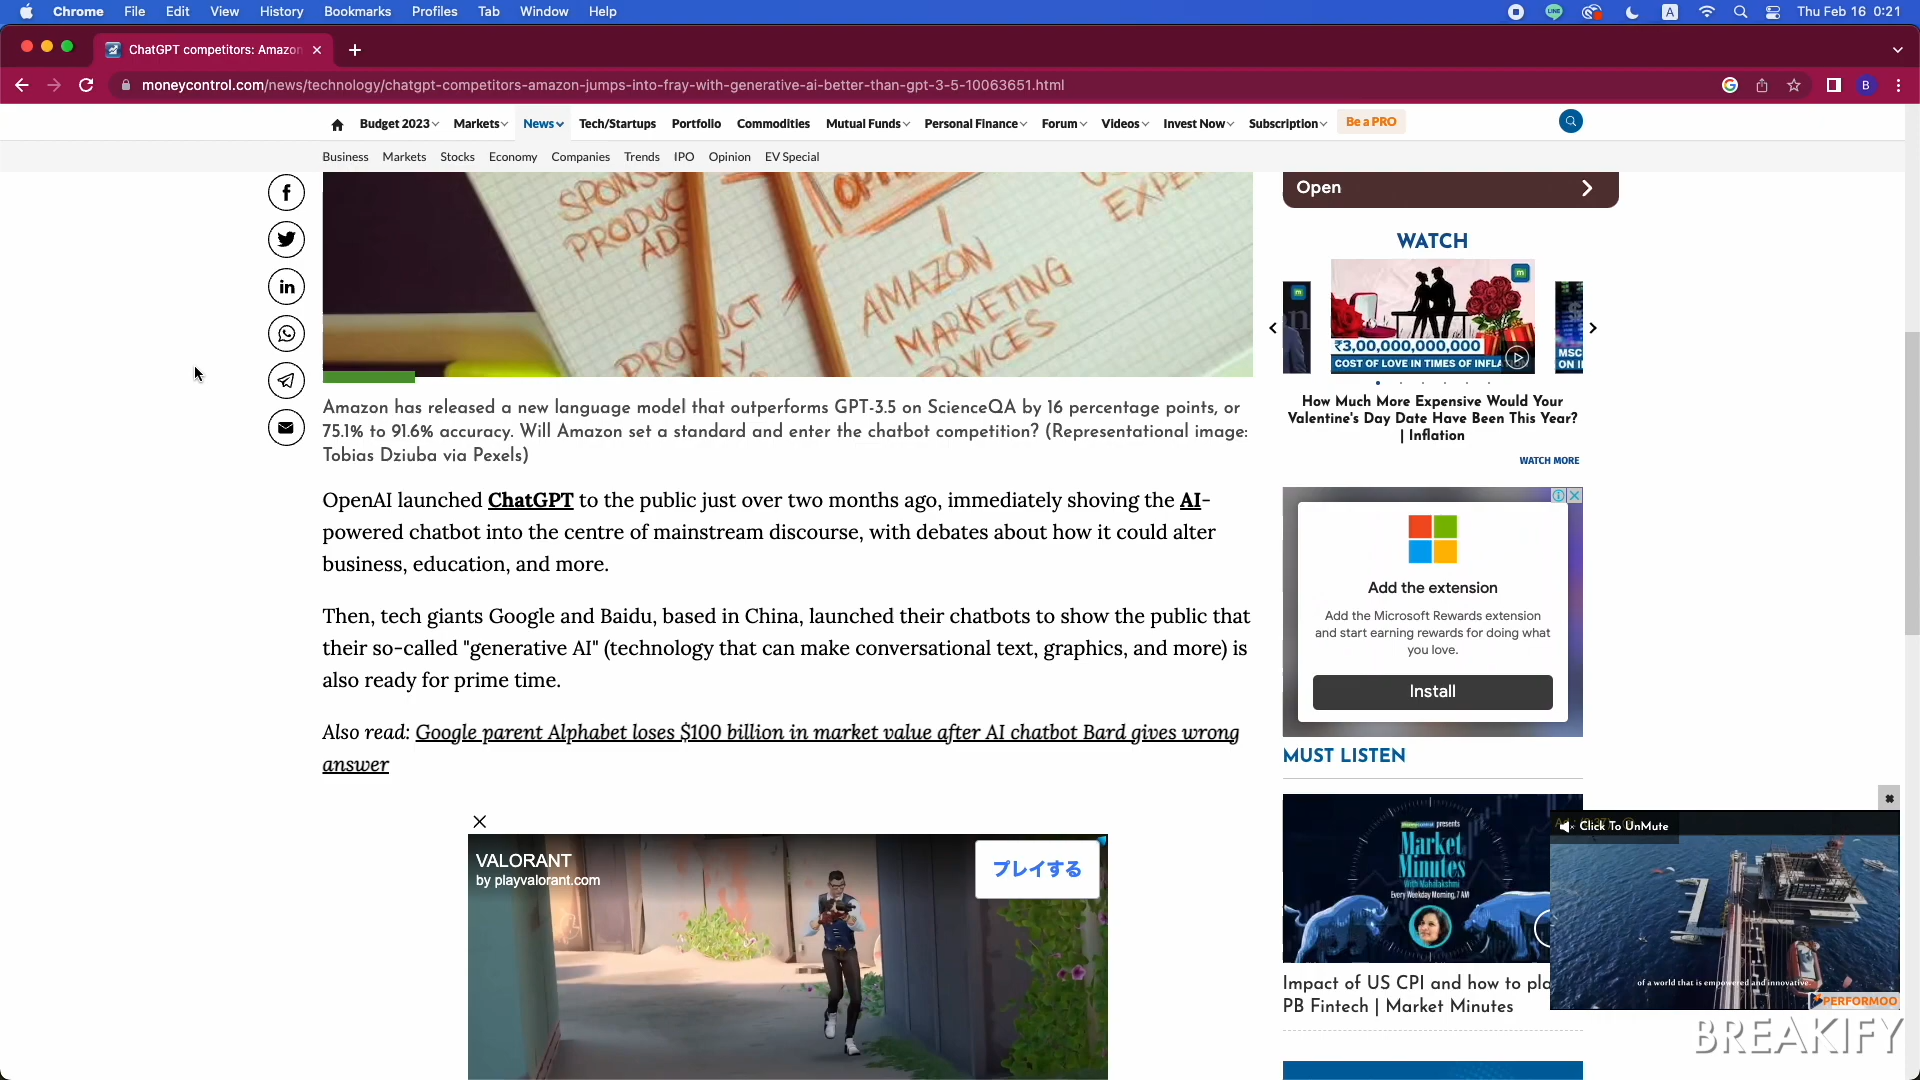 Chrome File Edit View History Bookmarks Profiles Tab Window Help
LINE A Thu Feb 16 0:21
ChatGPT competitors: Amazon
moneycontrol.com/news/technology/chatgpt-competitors-amazon-jumps-into-fray-with-generative-ai-better-than-gpt-3-5-10063651.html
B
Budget 2023 Markets News Tech/Startups Portfolio Commodities Mutual Funds Personal Finance Forum Videos Invest Now Subscription Be a PRO
Business Markets Stocks Economy Companies Trends IPO Opinion EV Special
PRODUCT
ADS
AMAZON
MARKETING
Amazon has released a new language model that outperforms GPT-3.5 on ScienceQA by 16 percentage points, or
75.1% to 91.6% accuracy. Will Amazon set a standard and enter the chatbot competition? (Representational image:
Tobias Dziuba via Pexels)
OpenAI launched ChatGPT to the public just over two months ago, immediately shoving the AI-
powered chatbot into the centre of mainstream discourse, with debates about how it could alter
business, education, and more.
Then, tech giants Google and Baidu, based in China, launched their chatbots to show the public that
their so-called "generative AI" (technology that can make conversational text, graphics, and more) is
also ready for prime time.
Also read: Google parent Alphabet loses $100 billion in market value after AI chatbot Bard gives wrong
answer
VALORANT
by playvalorant.com
プレイする
Open
WATCH
₹3,00,000,000,000
COST OF LOVE IN TIMES OF INFLA
MSC
ON I
How Much More Expensive Would Your
Valentine's Day Date Have Been This Year?
| Inflation
WATCH MORE
Add the extension
Add the Microsoft Rewards extension
and start earning rewards for doing what
you love.
Install
MUST LISTEN
presents
Market
Minutes
With Mahalakshmi
Every Weekday Morning, 7 AM
Impact of US CPI and how to pla
PB Fintech | Market Minutes
Click To UnMute
of a world that is empowered and innovative.
PERFORMOO
BREAKIFY